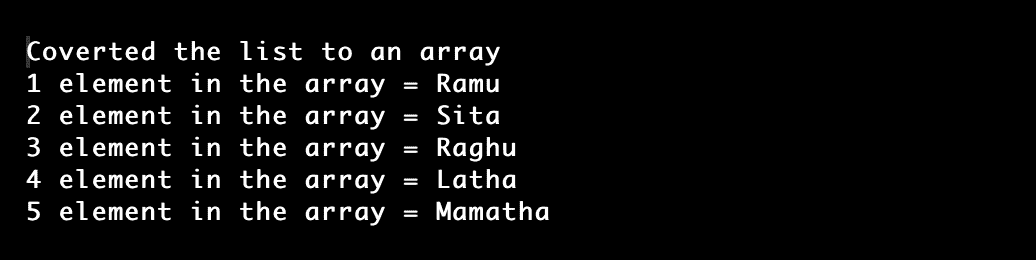 Coverted the list to an array
1 element in the array = Ramu
2 element in the array = Sita
3 element in the array = Raghu
4 element in the array = Latha
5 element in the array = Mamatha